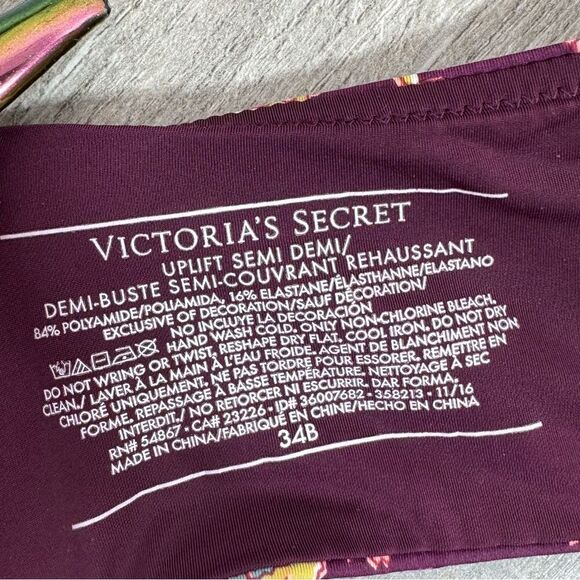 VICTORIA'S SECRET
UPLIFT SEMI DEMI/
DEMI-BUSTE SEMI-COUVRANT REHAUSSANT
84% POLYAMIDE/POLIAMIDA, 16% ELASTANE/ÉLASTHANNE/ELASTANO
EXCLUSIVE OF DECORATION/SAUF DÉCORATION/
NO INCLUYE LA DECORACIÓN
HAND WASH COLD. ONLY NON-CHLORINE BLEACH.
DO NOT WRING OR TWIST. RESHAPE DRY FLAT. COOL IRON. DO NOT DRY
CLEAN./ LAVER À LA MAIN À L'EAU FROIDE. AGENT DE BLANCHIMENT NON
CHLORÉ UNIQUEMENT. NE PAS TORDRE POUR ESSORER. REMETTRE EN
FORME. REPASSAGE À BASSE TEMPÉRATURE. NETTOYAGE À SEC
INTERDIT./ NO RETORCER NI ESCURRIR. DAR FORMA.
RN# 54867 - CA# 23226 - ID# 36007682 - 358213 - 11/16
MADE IN CHINA/FABRIQUÉ EN CHINE/HECHO EN CHINA
34B